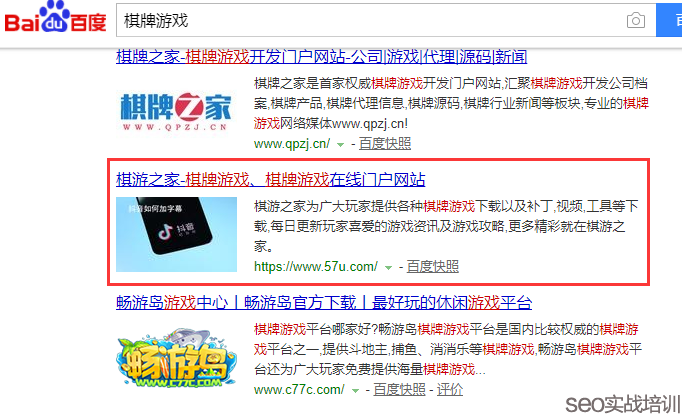 Bai du 百度 棋牌游戏 百
棋牌之家-棋牌游戏开发门户网站-公司|游戏|代理|源码|新闻
棋牌之家是首家权威棋牌游戏开发门户网站,汇聚棋牌游戏开发公司档
案,棋牌产品,棋牌代理信息,棋牌源码,棋牌行业新闻等板块,专业的棋牌
游戏网络媒体www.qpzj.cn!
棋牌之家
WWW.QPZJ.CN
www.qpzj.cn/ - 百度快照
棋游之家-棋牌游戏、棋牌游戏在线门户网站
抖音如何加字幕
抖音
棋游之家为广大玩家提供各种棋牌游戏下载以及补丁,视频,工具等下
载,每日更新玩家喜爱的游戏资讯及游戏攻略,更多精彩就在棋游之
家。
https://www.57u.com/ - 百度快照
畅游岛游戏中心丨畅游岛官方下载丨最好玩的休闲游戏平台
畅游岛
www.c77c.com
棋牌游戏平台哪家好?畅游岛棋牌游戏平台是国内比较权威的棋牌游
戏平台之一,提供斗地主,捕鱼、消消乐等棋牌游戏,畅游岛棋牌游戏平
台还为广大玩家免费提供海量棋牌游戏...
www.c77c.com/ - 百度快照 - 评价
seo实战培训